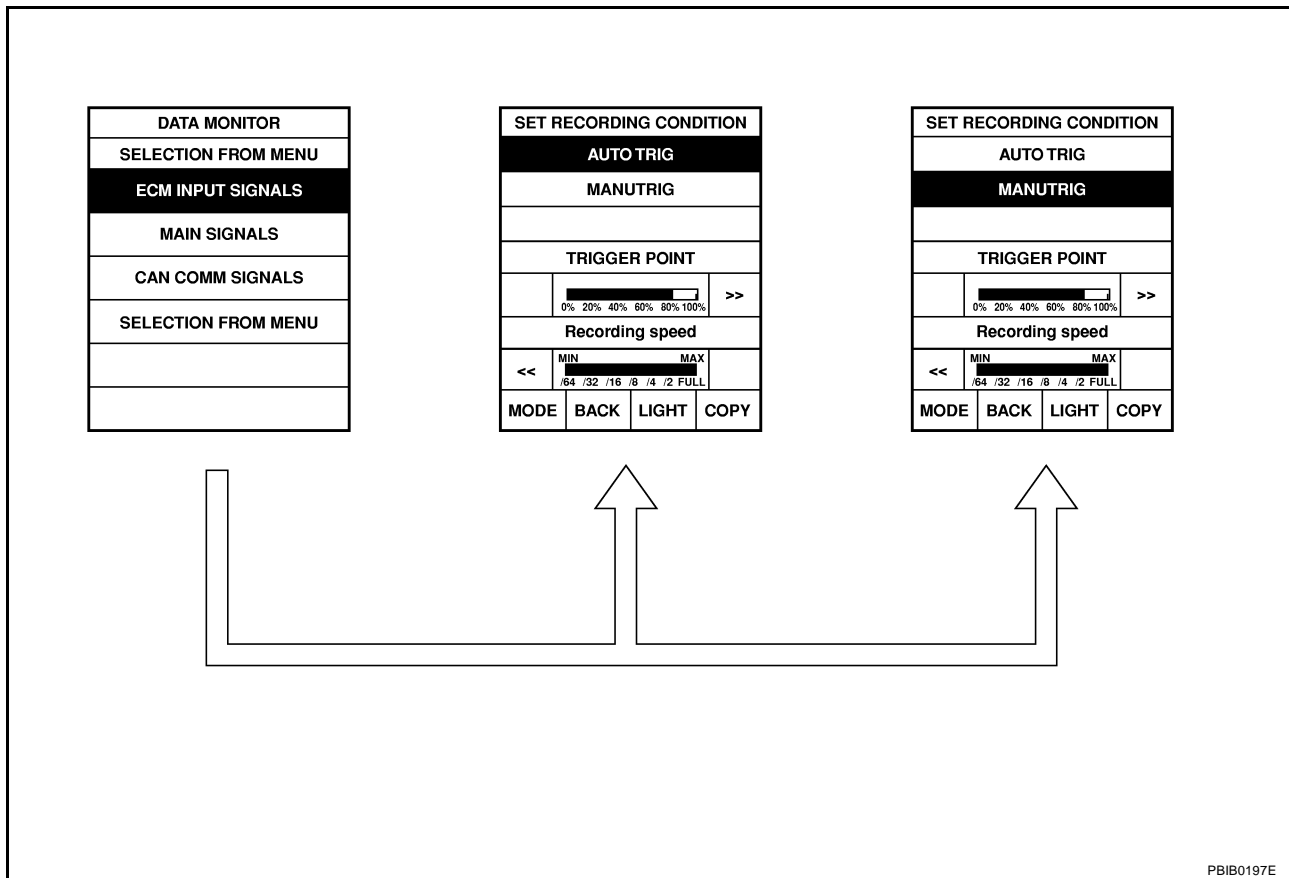 DATA MONITOR
SELECTION FROM MENU
ECM INPUT SIGNALS
MAIN SIGNALS
CAN COMM SIGNALS
SELECTION FROM MENU
SET RECORDING CONDITION
AUTO TRIG
MANUTRIG
TRIGGER POINT
>>
0% 20% 40% 60% 80% 100%
Recording speed
MIN MAX
<<
/64 /32 /16 /8 /4 /2 FULL
MODE BACK LIGHT COPY
SET RECORDING CONDITION
AUTO TRIG
MANUTRIG
TRIGGER POINT
>>
0% 20% 40% 60% 80% 100%
Recording speed
MIN MAX
<<
/64 /32 /16 /8 /4 /2 FULL
MODE BACK LIGHT COPY
PBIB0197E